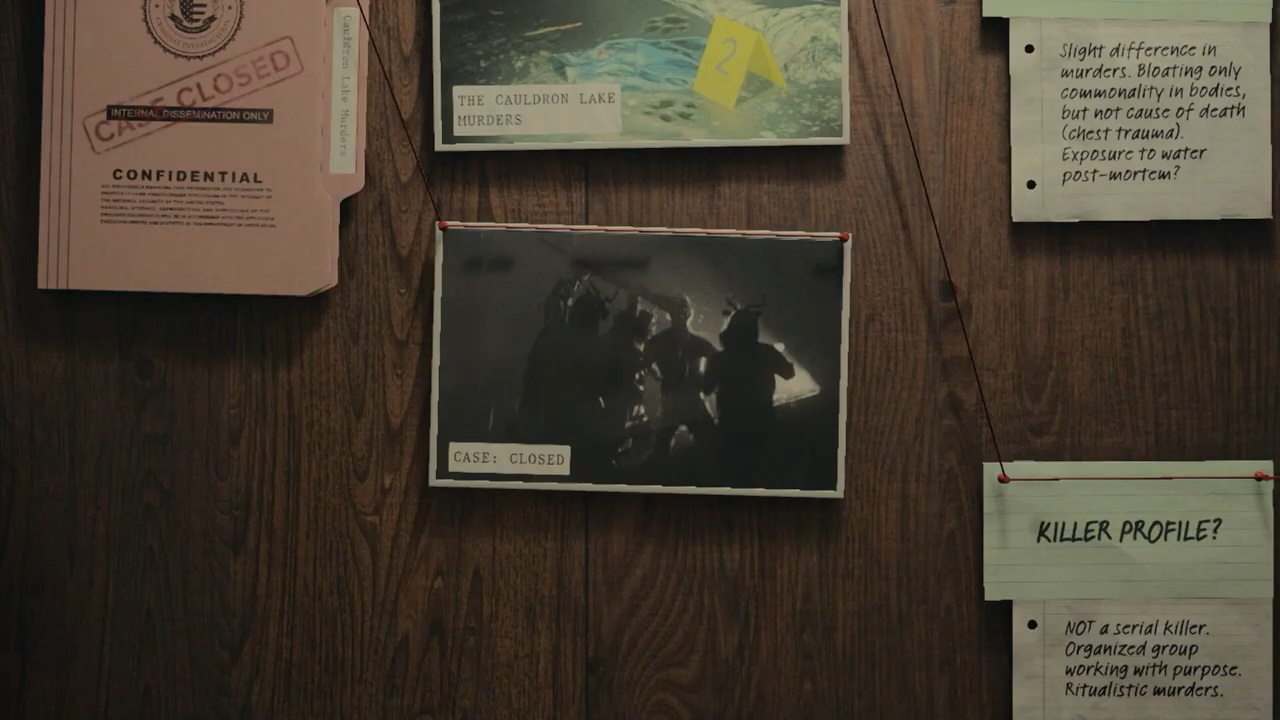 CASE CLOSED
INTERNAL DISSEMINATION ONLY
CONFIDENTIAL
Cauldron Lake Murders
2
THE CAULDRON LAKE
MURDERS
CASE: CLOSED
Slight difference in
murders. Bloating only
commonality in bodies,
but not cause of death
(chest trauma).
Exposure to water
post-mortem?
KILLER PROFILE?
NOT a serial killer.
Organized group
working with purpose.
Ritualistic murders.